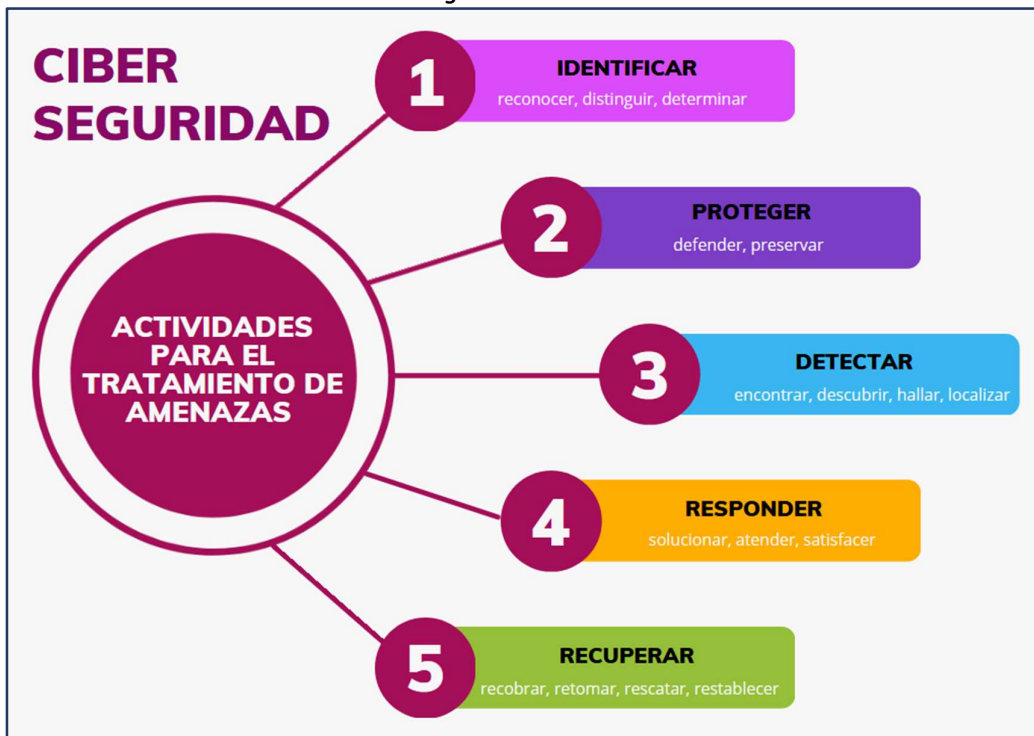 CIBER
SEGURIDAD
1
IDENTIFICAR
reconocer, distinguir, determinar
2
PROTEGER
defender, preservar
ACTIVIDADES
PARA EL
TRATAMIENTO DE
AMENAZAS
3
DETECTAR
encontrar, descubrir, hallar, localizar
4
RESPONDER
solucionar, atender, satisfacer
5
RECUPERAR
recobrar, retomar, rescatar, restablecer